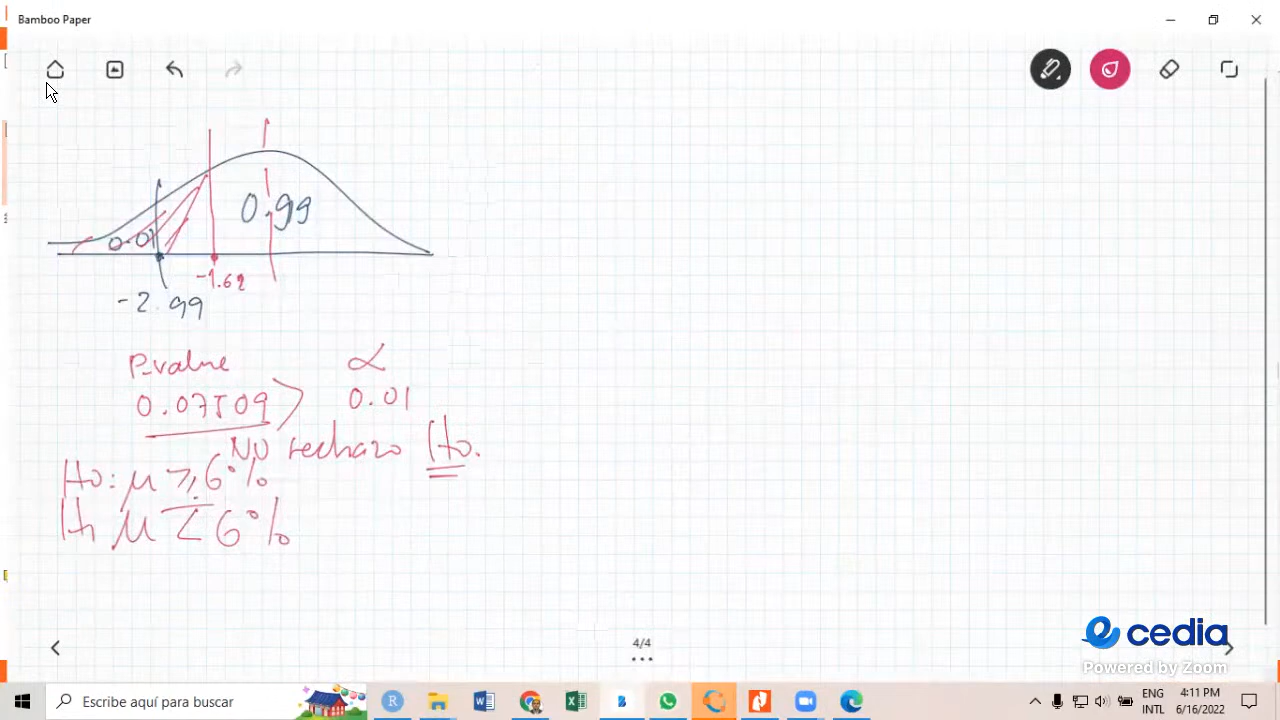 Bamboo Paper
0.99
0.01
-1.62
-2.99
P-value α
0.07509 > 0.01
No rechazo Ho.
Ho: μ ≥ 6%
H1 μ < 6%
4/4
cedia
Powered by Zoom
Escribe aquí para buscar
ENG
INTL
4:11 PM
6/16/2022